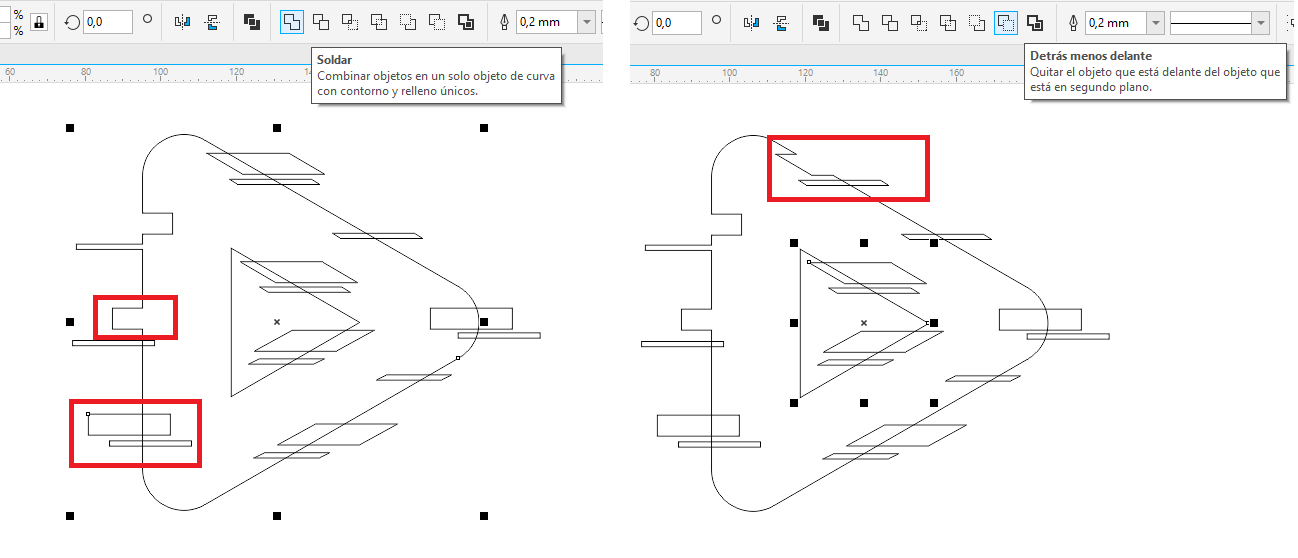 % 0,0 0,2 mm
%
Soldar
Combinar objetos en un solo objeto de curva
con contorno y relleno únicos.
60 80 100 120
0,0 0,2 mm
Detrás menos delante
Quitar el objeto que está delante del objeto que
está en segundo plano.
80 100 120 140 160